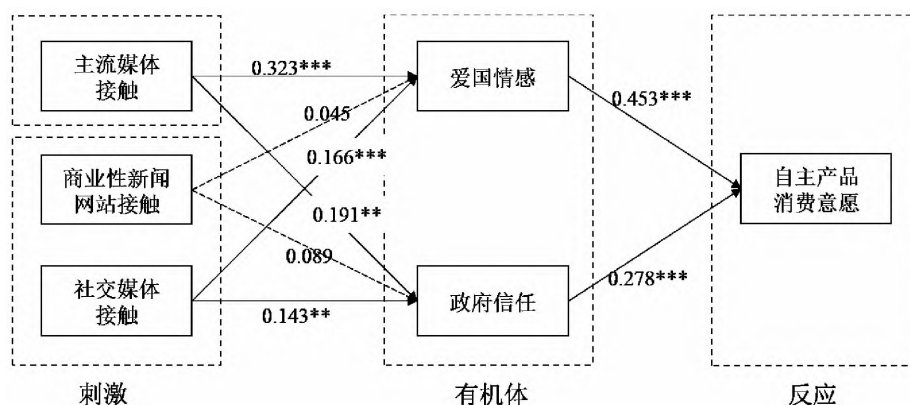 主流媒体
接触
商业性新闻
网站接触
社交媒体
接触
0.323***
0.045
0.166***
0.191**
0.089
0.143**
爱国情感
政府信任
0.453***
0.278***
自主产品
消费意愿
刺激
有机体
反应